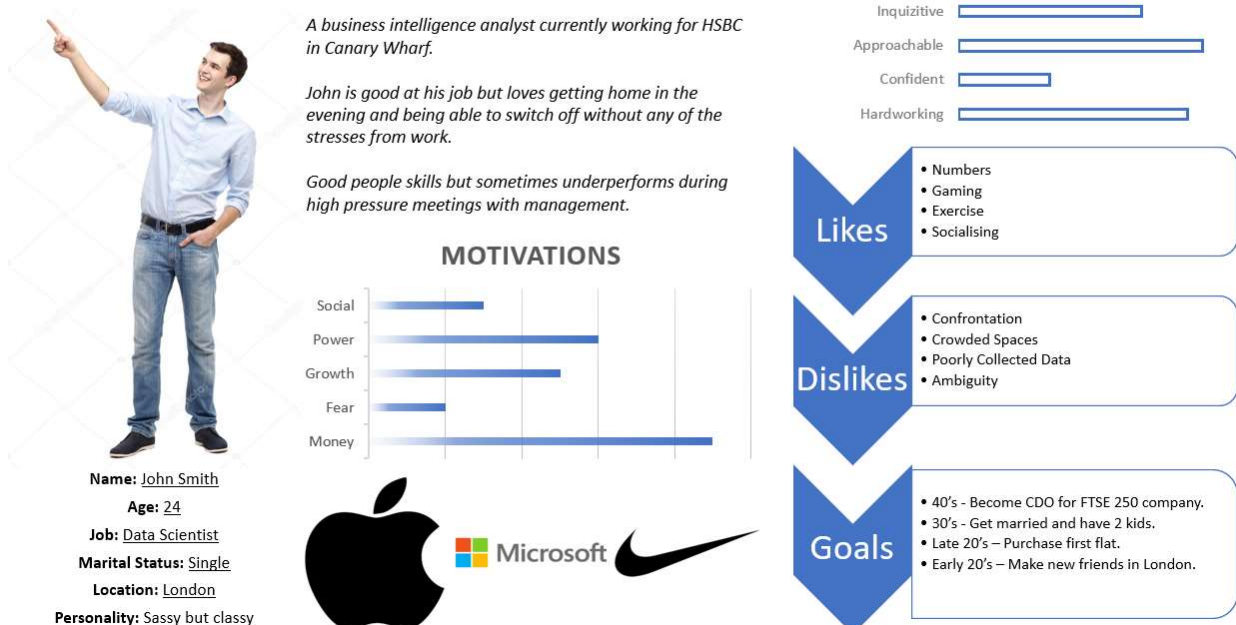 A business intelligence analyst currently working for HSBC
in Canary Wharf.
John is good at his job but loves getting home in the
evening and being able to switch off without any of the
stresses from work.
Good people skills but sometimes underperforms during
high pressure meetings with management.
MOTIVATIONS
Social
Power
Growth
Fear
Money
Name: John Smith
Age: 24
Job: Data Scientist
Marital Status: Single
Location: London
Personality: Sassy but classy
Microsoft
Inquizitive
Approachable
Confident
Hardworking
Likes
• Numbers
• Gaming
• Exercise
• Socialising
Dislikes
• Confrontation
• Crowded Spaces
• Poorly Collected Data
• Ambiguity
Goals
• 40's - Become CDO for FTSE 250 company.
• 30's - Get married and have 2 kids.
• Late 20's – Purchase first flat.
• Early 20's – Make new friends in London.